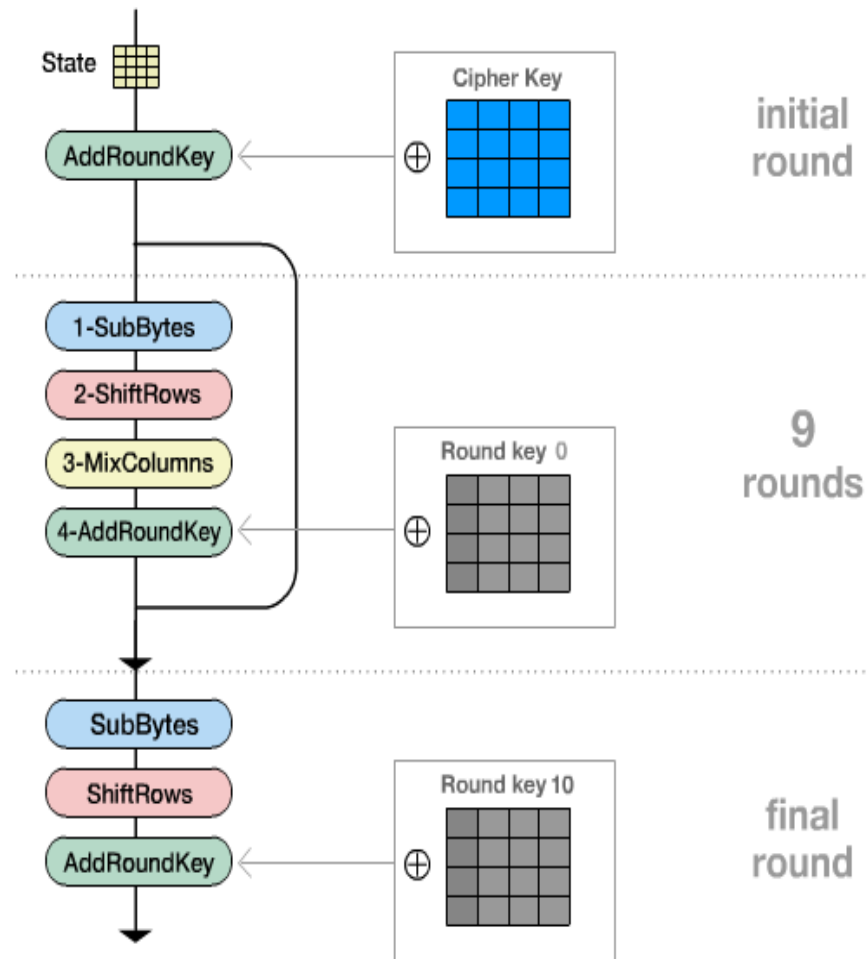 State
Cipher Key
AddRoundKey
initial
round
1-SubBytes
2-ShiftRows
3-MixColumns
4-AddRoundKey
Round key 0
9
rounds
SubBytes
ShiftRows
AddRoundKey
Round key 10
final
round